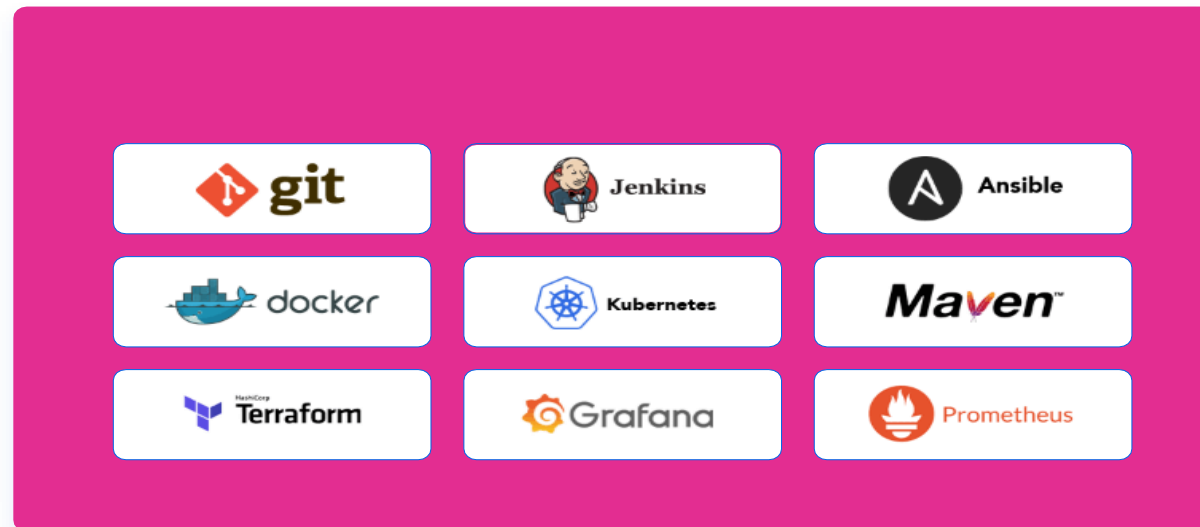 git
Jenkins
Ansible
docker
Kubernetes
Maven™
HashiCorp
Terraform
Grafana
Prometheus